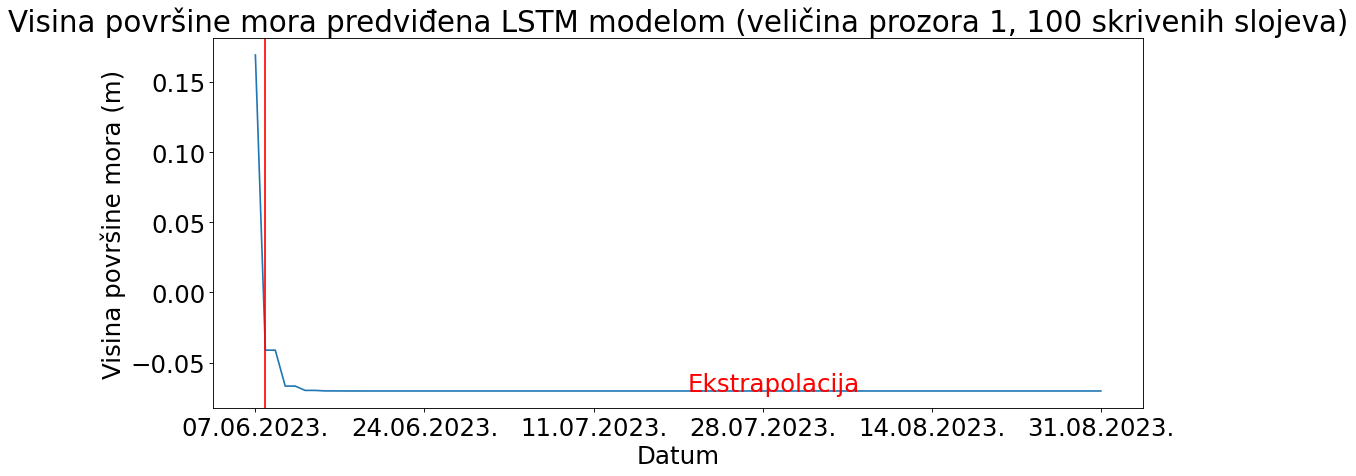 Visina površine mora predviđena LSTM modelom (veličina prozora 1, 100 skrivenih slojeva)
Visina površine mora (m)
0.15
0.10
0.05
0.00
−0.05
Ekstrapolacija
07.06.2023. 24.06.2023. 11.07.2023. 28.07.2023. 14.08.2023. 31.08.2023.
Datum